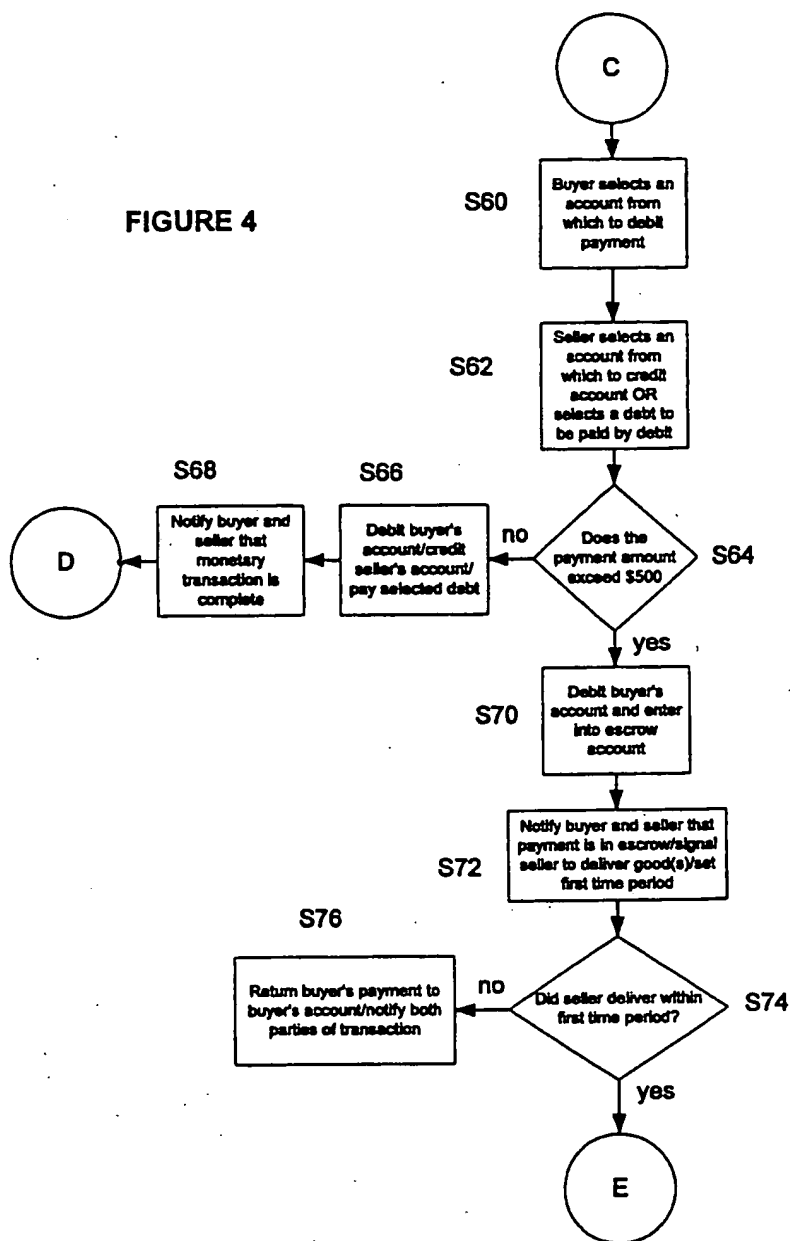 C
FIGURE 4
S60
Buyer selects an
account from
which to debit
payment
S62
Seller selects an
account from
which to credit
account OR
selects a debt to
be paid by debit
S64
Does the
payment amount
exceed $500
no
S66
Debit buyer's
account/credit
seller's account/
pay selected debt
S68
Notify buyer and
seller that
monetary
transaction is
complete
D
yes
S70
Debit buyer's
account and enter
into escrow
account
S72
Notify buyer and seller that
payment is in escrow/signal
seller to deliver good(s)/set
first time period
S74
Did seller deliver within
first time period?
no
S76
Return buyer's payment to
buyer's account/notify both
parties of transaction
yes
E